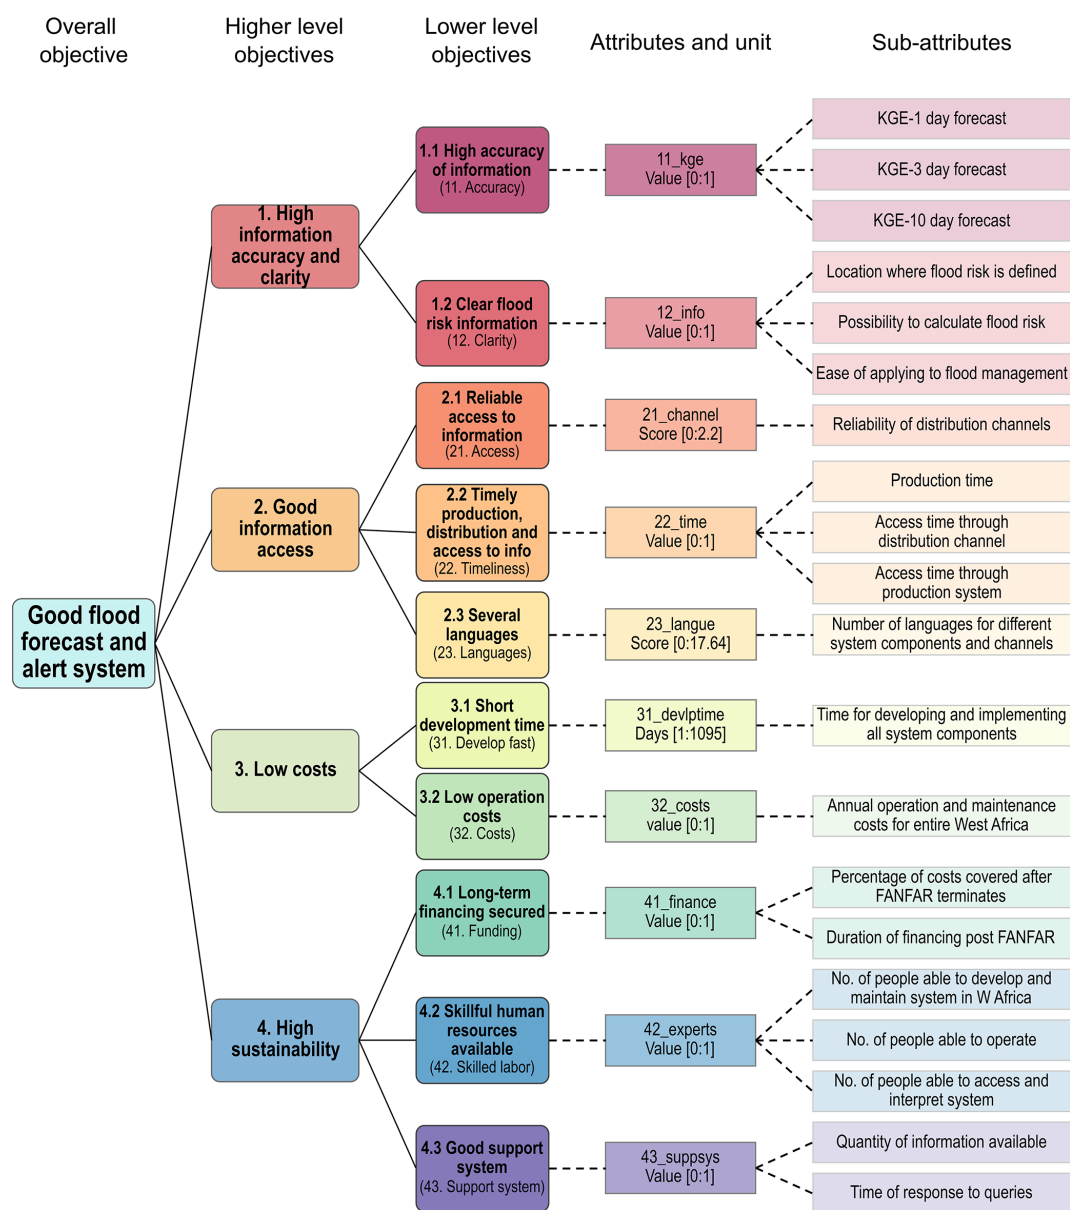 Overall
objective
Higher level
objectives
Lower level
objectives
Attributes and unit
Sub-attributes
Good flood
forecast and
alert system
1. High
information
accuracy and
clarity
1.1 High accuracy
of information
(11. Accuracy)
11_kge
Value [0:1]
KGE-1 day forecast
KGE-3 day forecast
KGE-10 day forecast
1.2 Clear flood
risk information
(12. Clarity)
12_info
Value [0:1]
Location where flood risk is defined
Possibility to calculate flood risk
Ease of applying to flood management
2. Good
information
access
2.1 Reliable
access to
information
(21. Access)
21_channel
Score [0:2.2]
Reliability of distribution channels
2.2 Timely
production,
distribution and
access to info
(22. Timeliness)
22_time
Value [0:1]
Production time
Access time through
distribution channel
Access time through
production system
2.3 Several
languages
(23. Languages)
23_langue
Score [0:17.64]
Number of languages for different
system components and channels
3. Low costs
3.1 Short
development time
(31. Develop fast)
31_devlptime
Days [1:1095]
Time for developing and implementing
all system components
3.2 Low operation
costs
(32. Costs)
32_costs
value [0:1]
Annual operation and maintenance
costs for entire West Africa
4. High
sustainability
4.1 Long-term
financing secured
(41. Funding)
41_finance
Value [0:1]
Percentage of costs covered after
FANFAR terminates
Duration of financing post FANFAR
4.2 Skillful human
resources
available
(42. Skilled labor)
42_experts
Value [0:1]
No. of people able to develop and
maintain system in W Africa
No. of people able to operate
No. of people able to access and
interpret system
4.3 Good support
system
(43. Support system)
43_suppsys
Value [0:1]
Quantity of information available
Time of response to queries